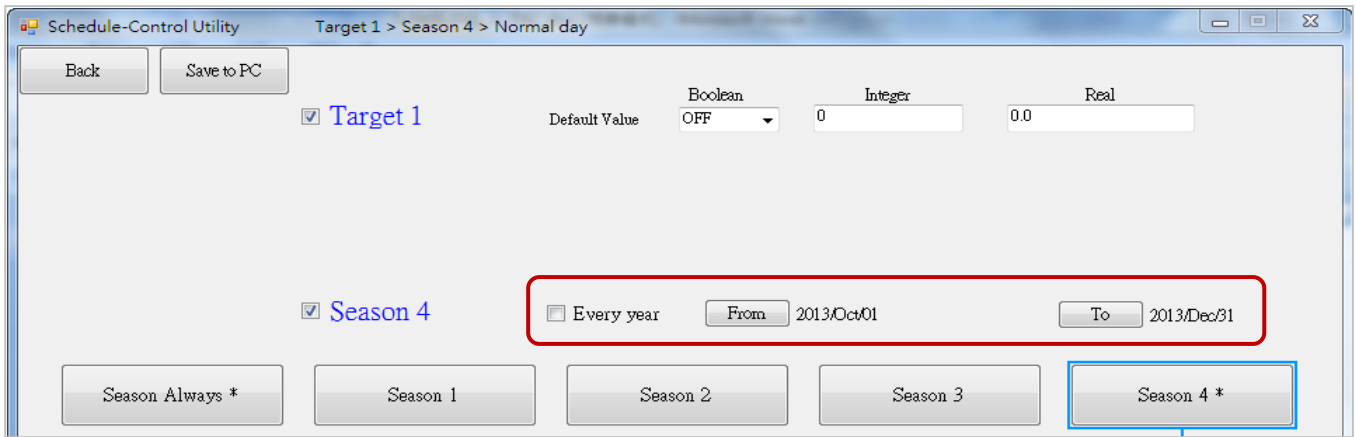 Schedule-Control Utility Target 1 > Season 4 > Normal day
Back Save to PC
Boolean Integer Real
Target 1 Default Value OFF 0 0.0
Season 4 Every year From 2013/Oct/01 To 2013/Dec/31
Season Always * Season 1 Season 2 Season 3 Season 4 *